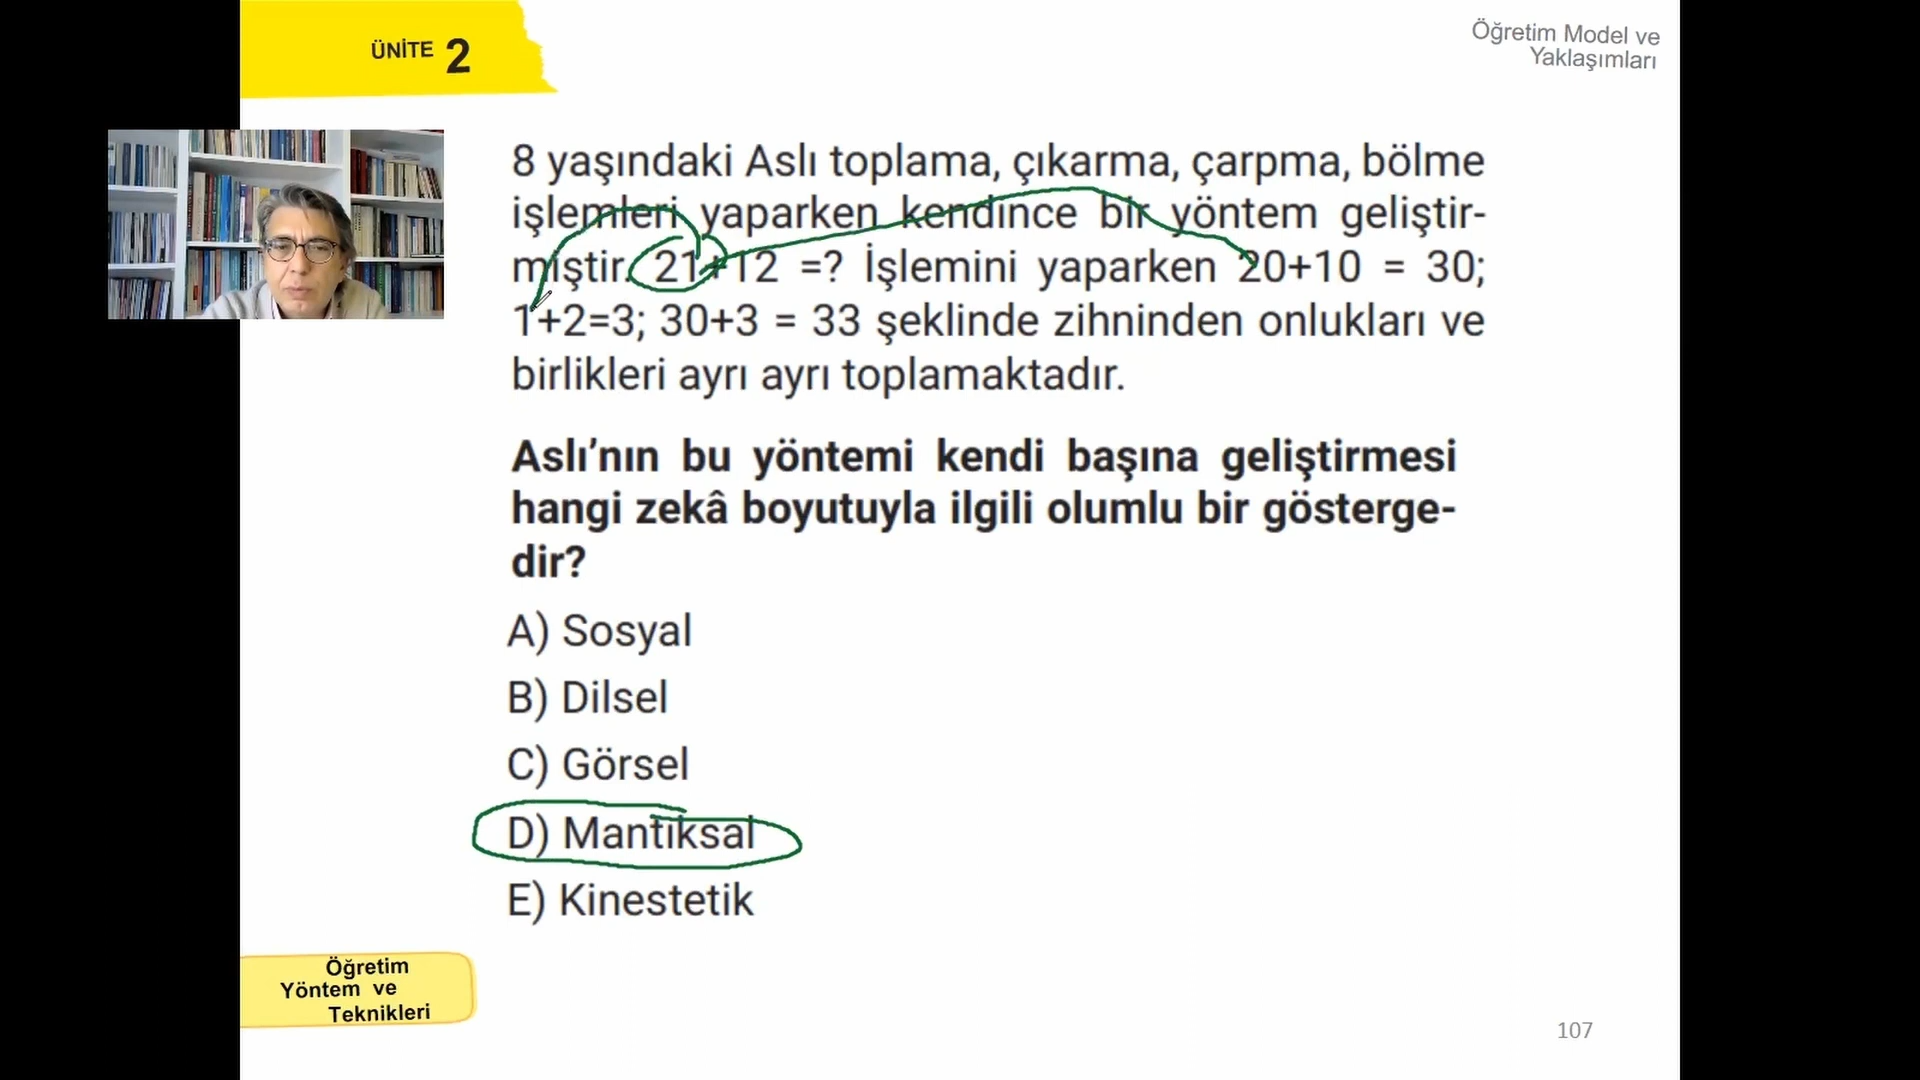 ÜNİTE 2
Öğretim Model ve
Yaklaşımları
8 yaşındaki Aslı toplama, çıkarma, çarpma, bölme
işlemleri yaparken kendince bir yöntem geliştir-
miştir. 21+12 =? İşlemini yaparken 20+10 = 30;
1+2=3; 30+3 = 33 şeklinde zihninden onlukları ve
birlikleri ayrı ayrı toplamaktadır.
Aslı’nın bu yöntemi kendi başına geliştirmesi
hangi zekâ boyutuyla ilgili olumlu bir gösterge-
dir?
A) Sosyal
B) Dilsel
C) Görsel
D) Mantıksal
E) Kinestetik
Öğretim
Yöntem ve
Teknikleri
107